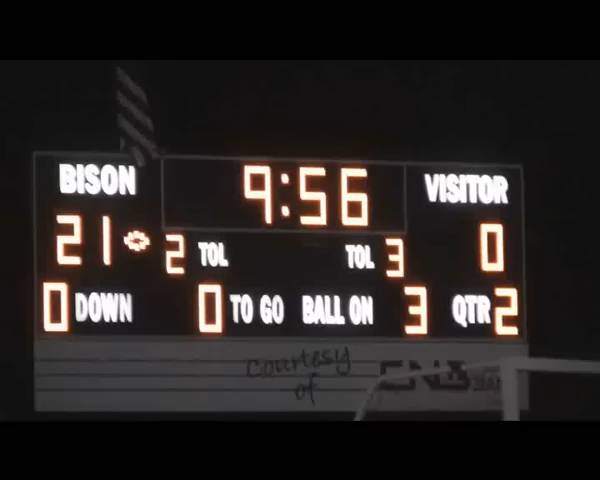 BISON 9:56 VISITOR
21 2 TOL TOL 3 0
0 DOWN 0 TO GO BALL ON 3 QTR 2
courtesy
of